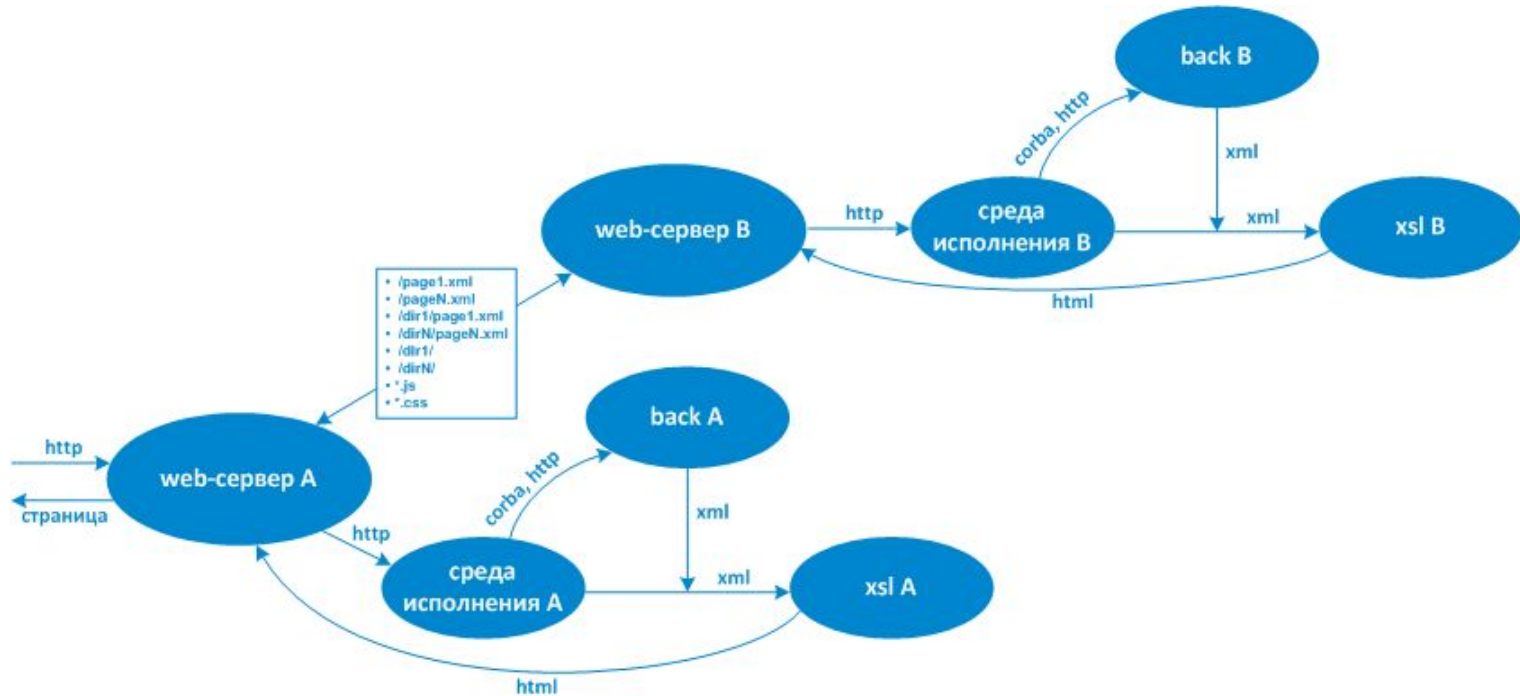 back B
corba, http
xml
web-сервер B
http
среда
исполнения B
xml
xsl B
html
• /page1.xml
• /pageN.xml
• /dir1/page1.xml
• /dirN/pageN.xml
• /dir1/
• /dirN/
• *.js
• *.css
back A
http
web-сервер A
страница
http
corba, http
xml
среда
исполнения A
xml
xsl A
html